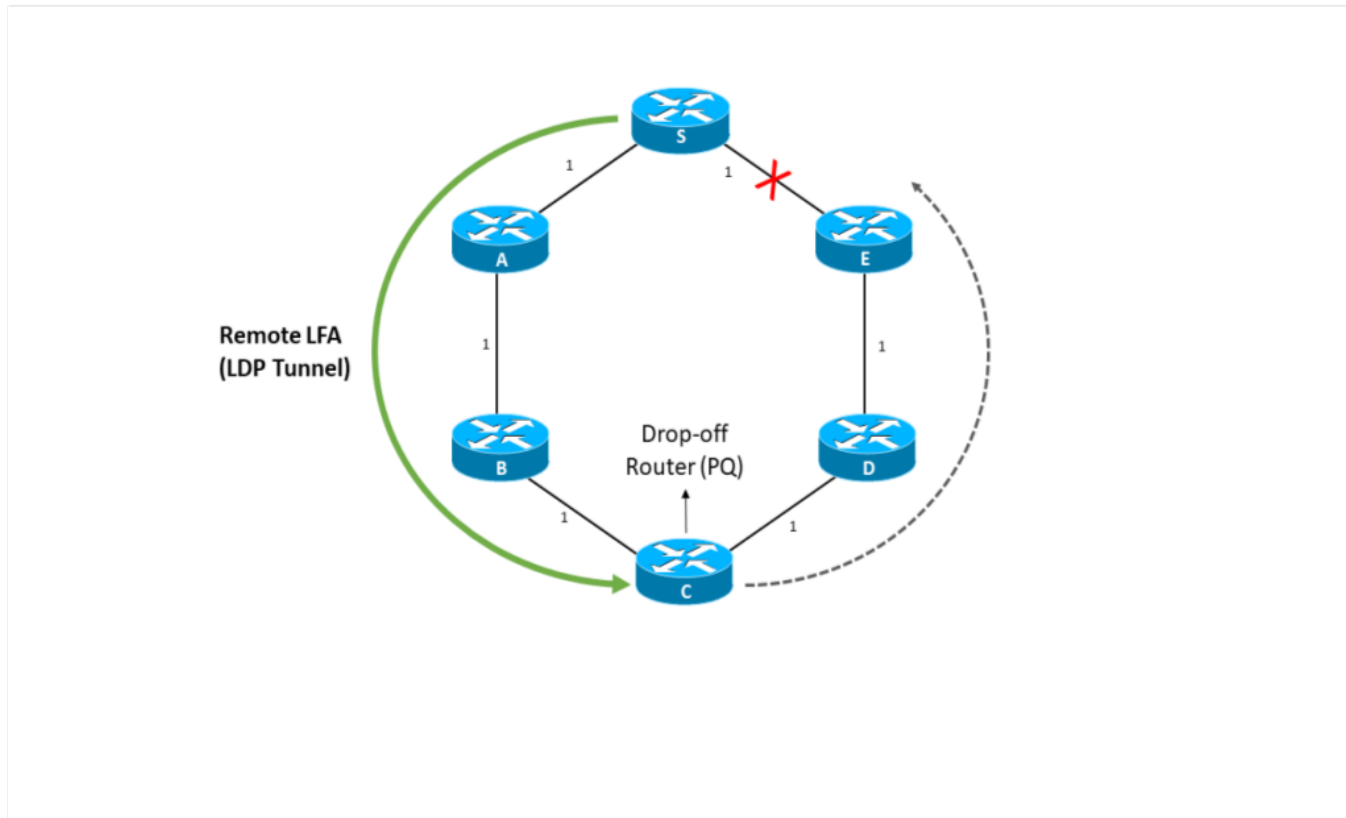 S
1
1
A
E
Remote LFA
(LDP Tunnel)
1
1
Drop-off
Router (PQ)
B
D
1
1
C